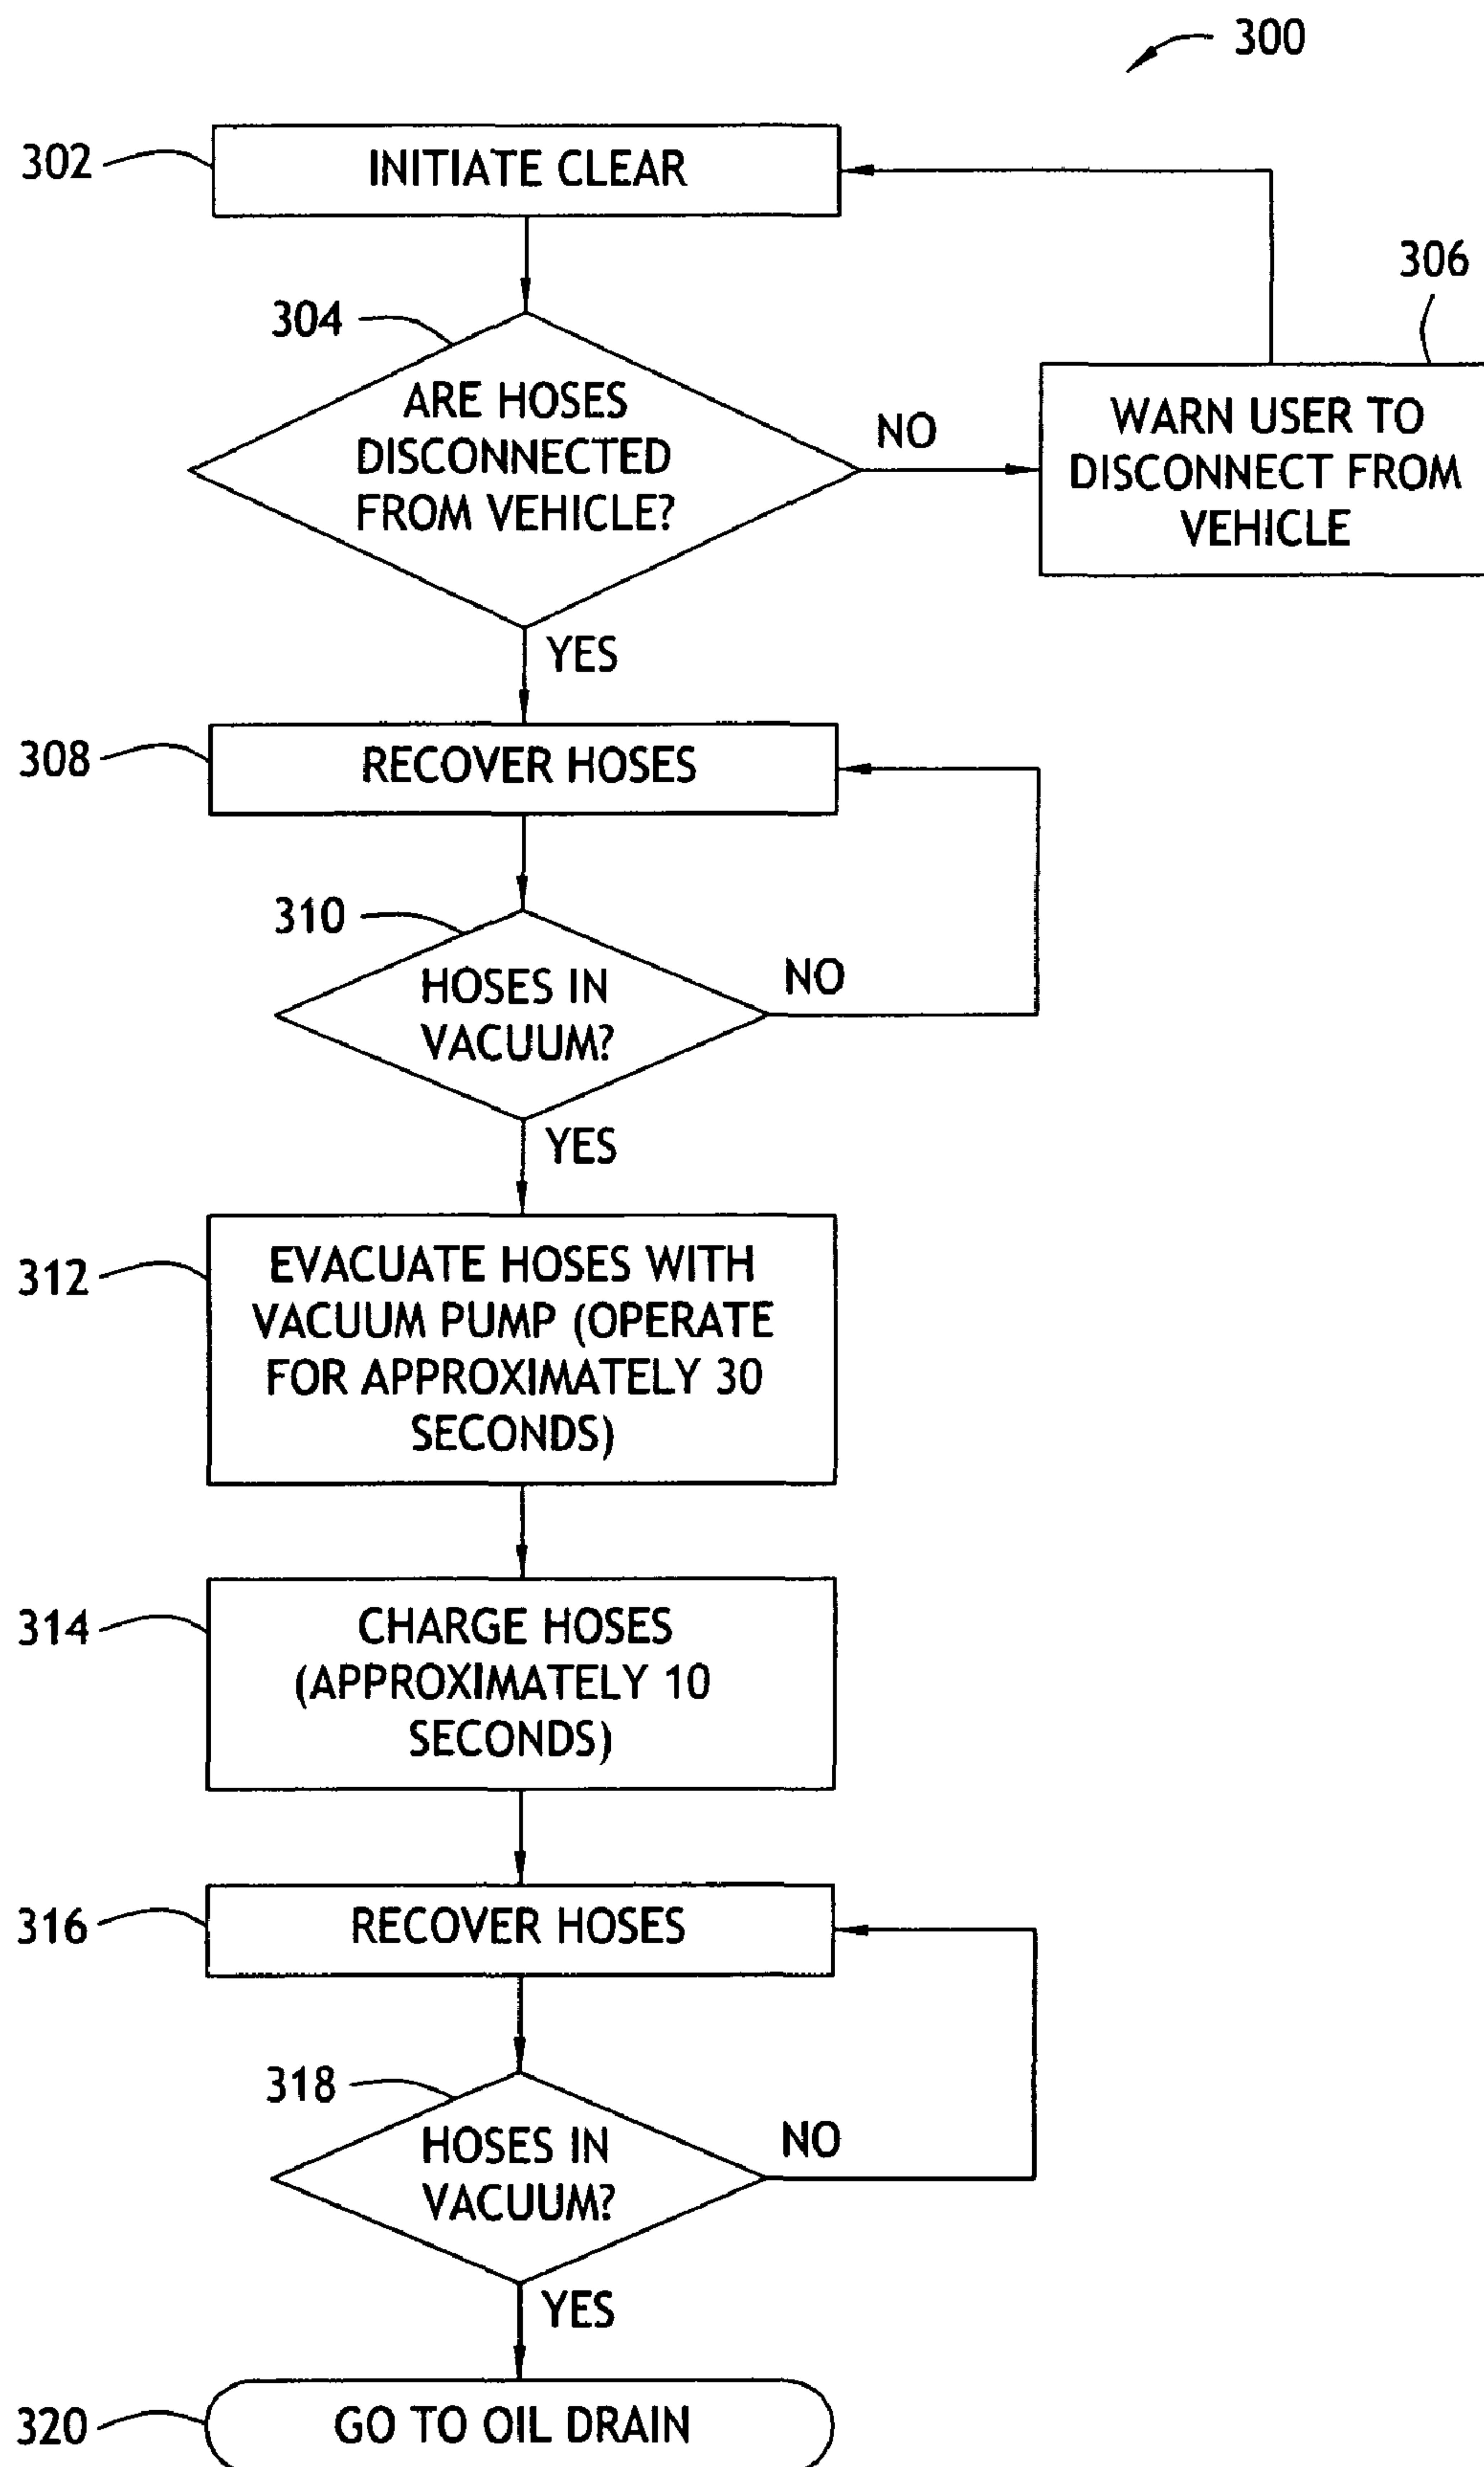 300
302
INITIATE CLEAR
306
304
ARE HOSES
DISCONNECTED
FROM VEHICLE?
NO
WARN USER TO
DISCONNECT FROM
VEHICLE
YES
308
RECOVER HOSES
310
HOSES IN
VACUUM?
NO
YES
312
EVACUATE HOSES WITH
VACUUM PUMP (OPERATE
FOR APPROXIMATELY 30
SECONDS)
314
CHARGE HOSES
(APPROXIMATELY 10
SECONDS)
316
RECOVER HOSES
318
HOSES IN
VACUUM?
NO
YES
320
GO TO OIL DRAIN